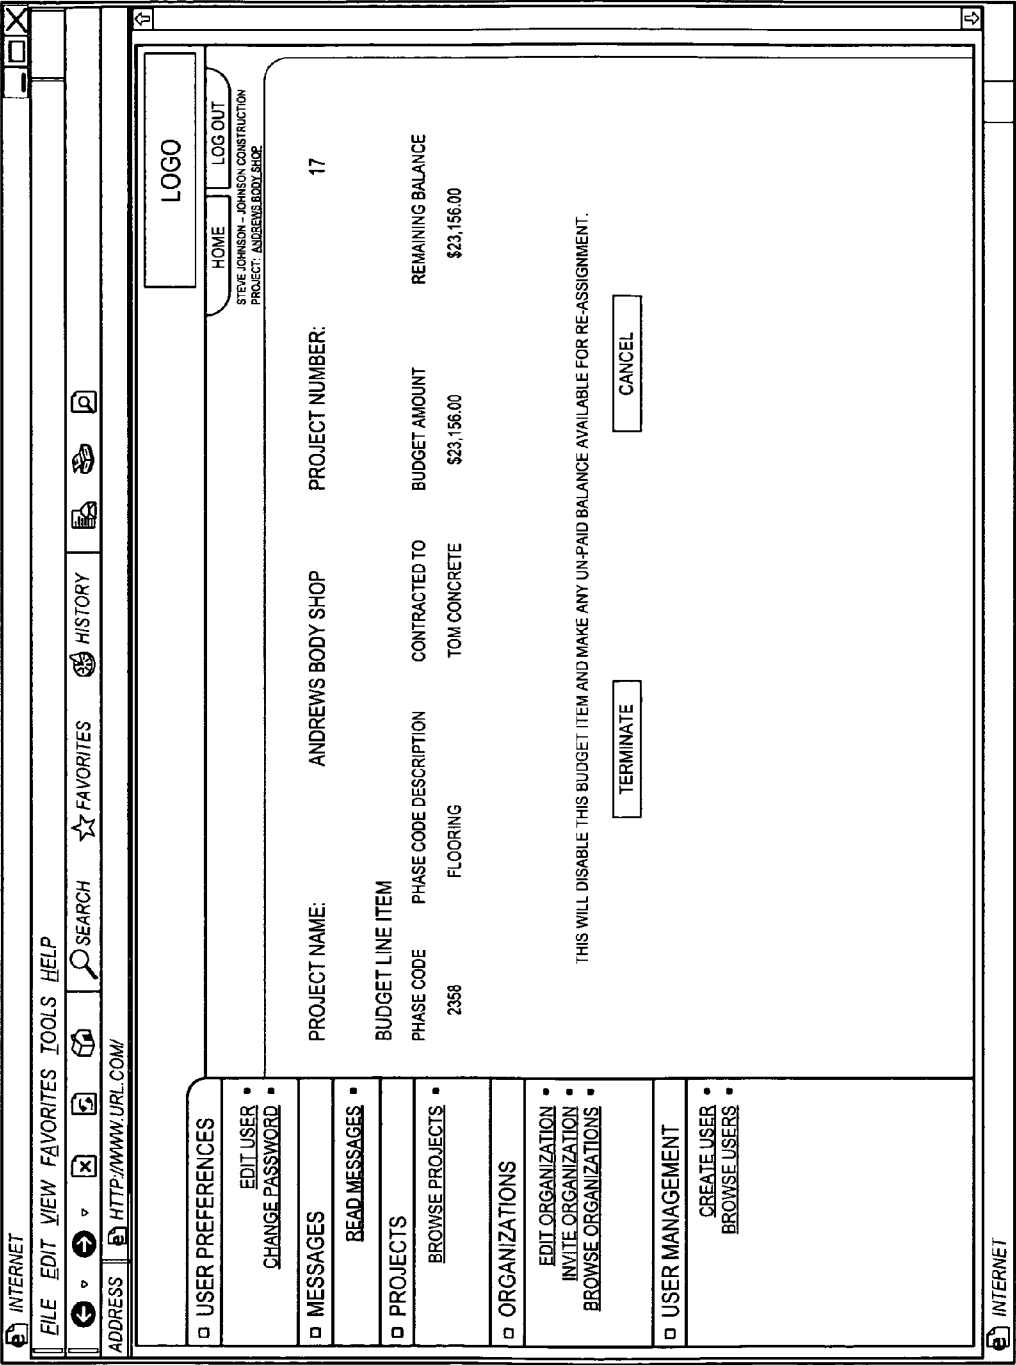 INTERNET
FILE EDIT VIEW FAVORITES TOOLS HELP
SEARCH FAVORITES HISTORY
ADDRESS HTTP://WWW.URL.COM/
LOGO
HOME LOG OUT
STEVE JOHNSON – JOHNSON CONSTRUCTION
PROJECT: ANDREWS BODY SHOP
USER PREFERENCES
EDIT USER
CHANGE PASSWORD
MESSAGES
READ MESSAGES
PROJECTS
BROWSE PROJECTS
ORGANIZATIONS
EDIT ORGANIZATION
INVITE ORGANIZATION
BROWSE ORGANIZATIONS
USER MANAGEMENT
CREATE USER
BROWSE USERS
PROJECT NAME: ANDREWS BODY SHOP PROJECT NUMBER: 17
BUDGET LINE ITEM
PHASE CODE PHASE CODE DESCRIPTION CONTRACTED TO BUDGET AMOUNT REMAINING BALANCE
2358 FLOORING TOM CONCRETE $23,156.00 $23,156.00
THIS WILL DISABLE THIS BUDGET ITEM AND MAKE ANY UN-PAID BALANCE AVAILABLE FOR RE-ASSIGNMENT.
TERMINATE CANCEL
INTERNET